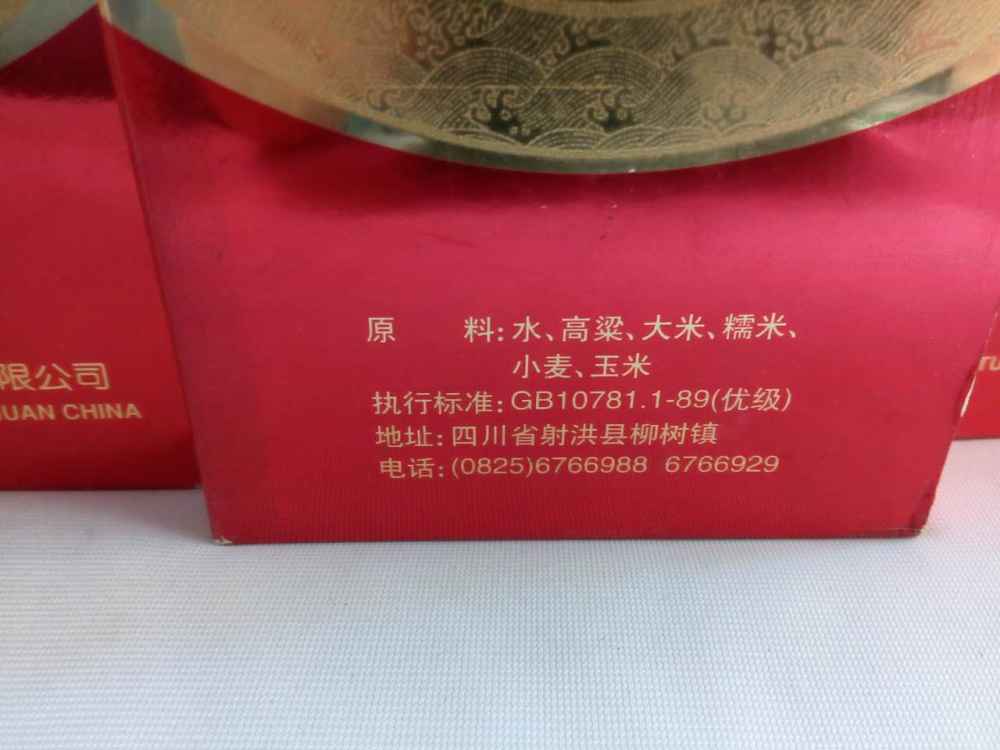 原 料:水、高粱、大米、糯米、
小麦、玉米
执行标准:GB10781.1-89(优级)
地址:四川省射洪县柳树镇
电话:(0825)6766988 6766929
限公司
UAN CHINA
ru